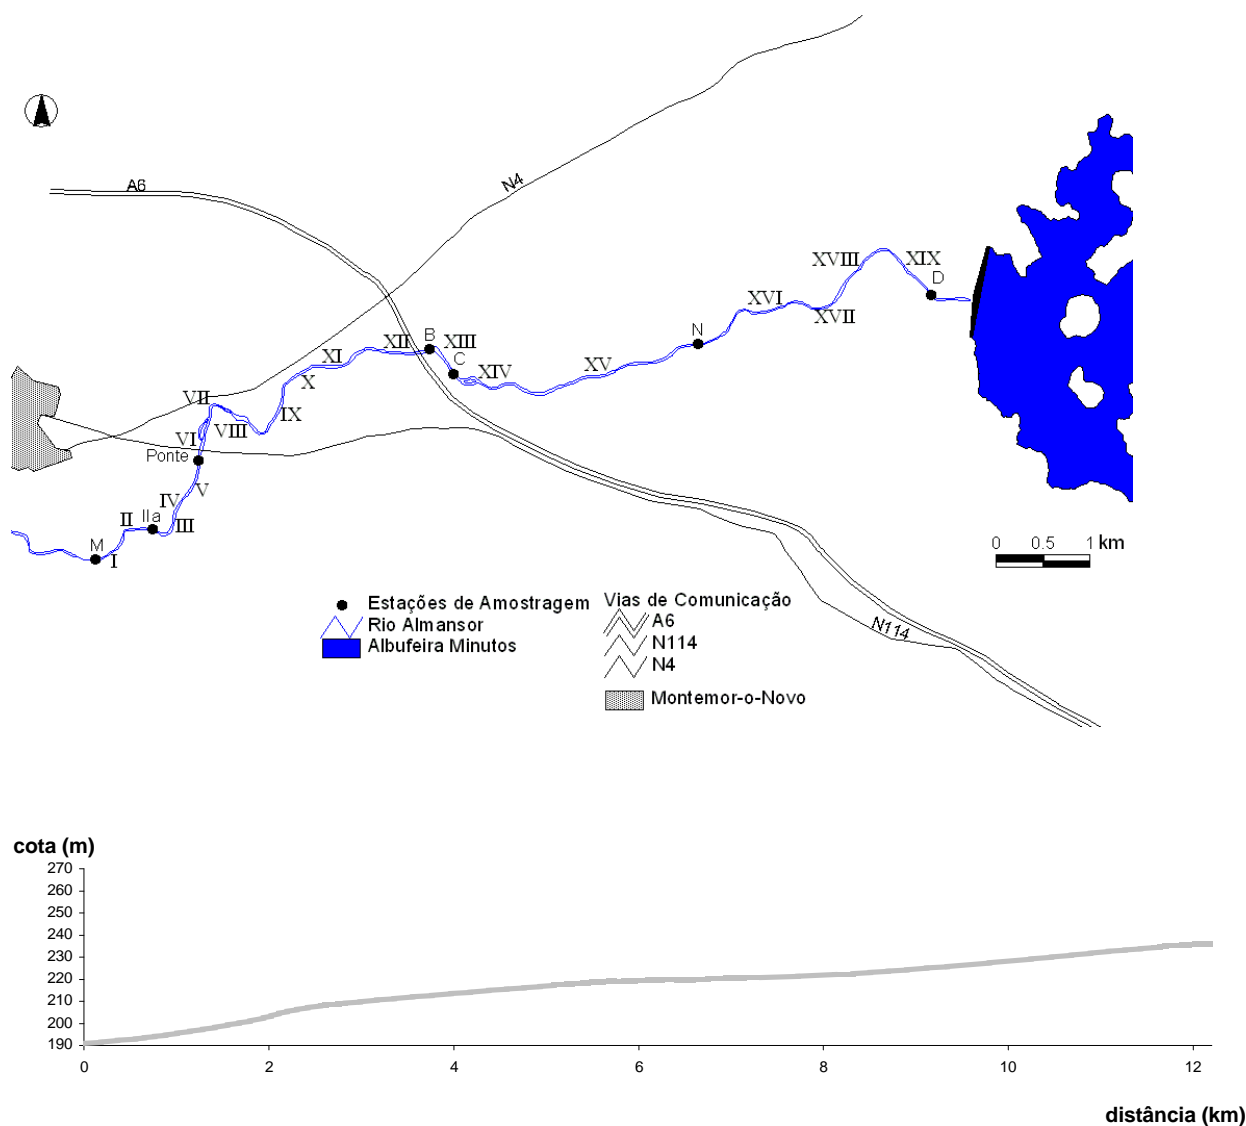 A6
N4
XVIII
XIX
D
XVI
XVII
N
B
XIII
XII
C
XI
XIV
XV
X
VII
IX
VIII
VI
Ponte
V
IV
IIa
II
III
M
I
0 0.5 1 km
Estações de Amostragem
Rio Almansor
Albufeira Minutos
Vias de Comunicação
A6
N114
N4
Montemor-o-Novo
N114
cota (m)
270
260
250
240
230
220
210
200
190
0 2 4 6 8 10 12
distância (km)